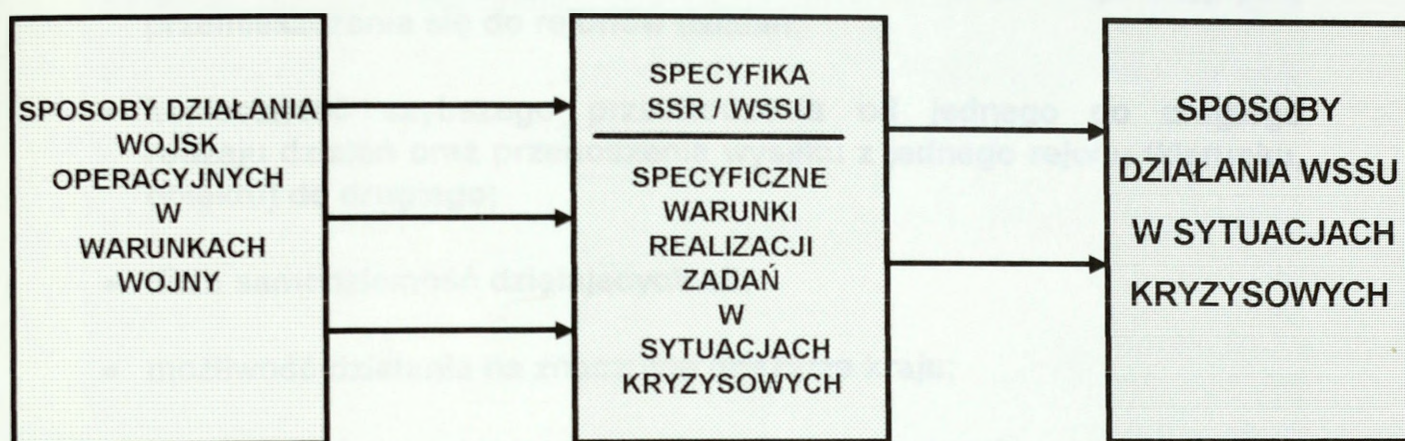 SPOSOBY DZIAŁANIA
WOJSK
OPERACYJNYCH
W
WARUNKACH
WOJNY
SPECYFIKA
SSR / WSSU
SPECYFICZNE
WARUNKI
REALIZACJI
ZADAŃ
W
SYTUACJACH
KRYZYSOWYCH
SPOSOBY
DZIAŁANIA WSSU
W SYTUACJACH
KRYZYSOWYCH